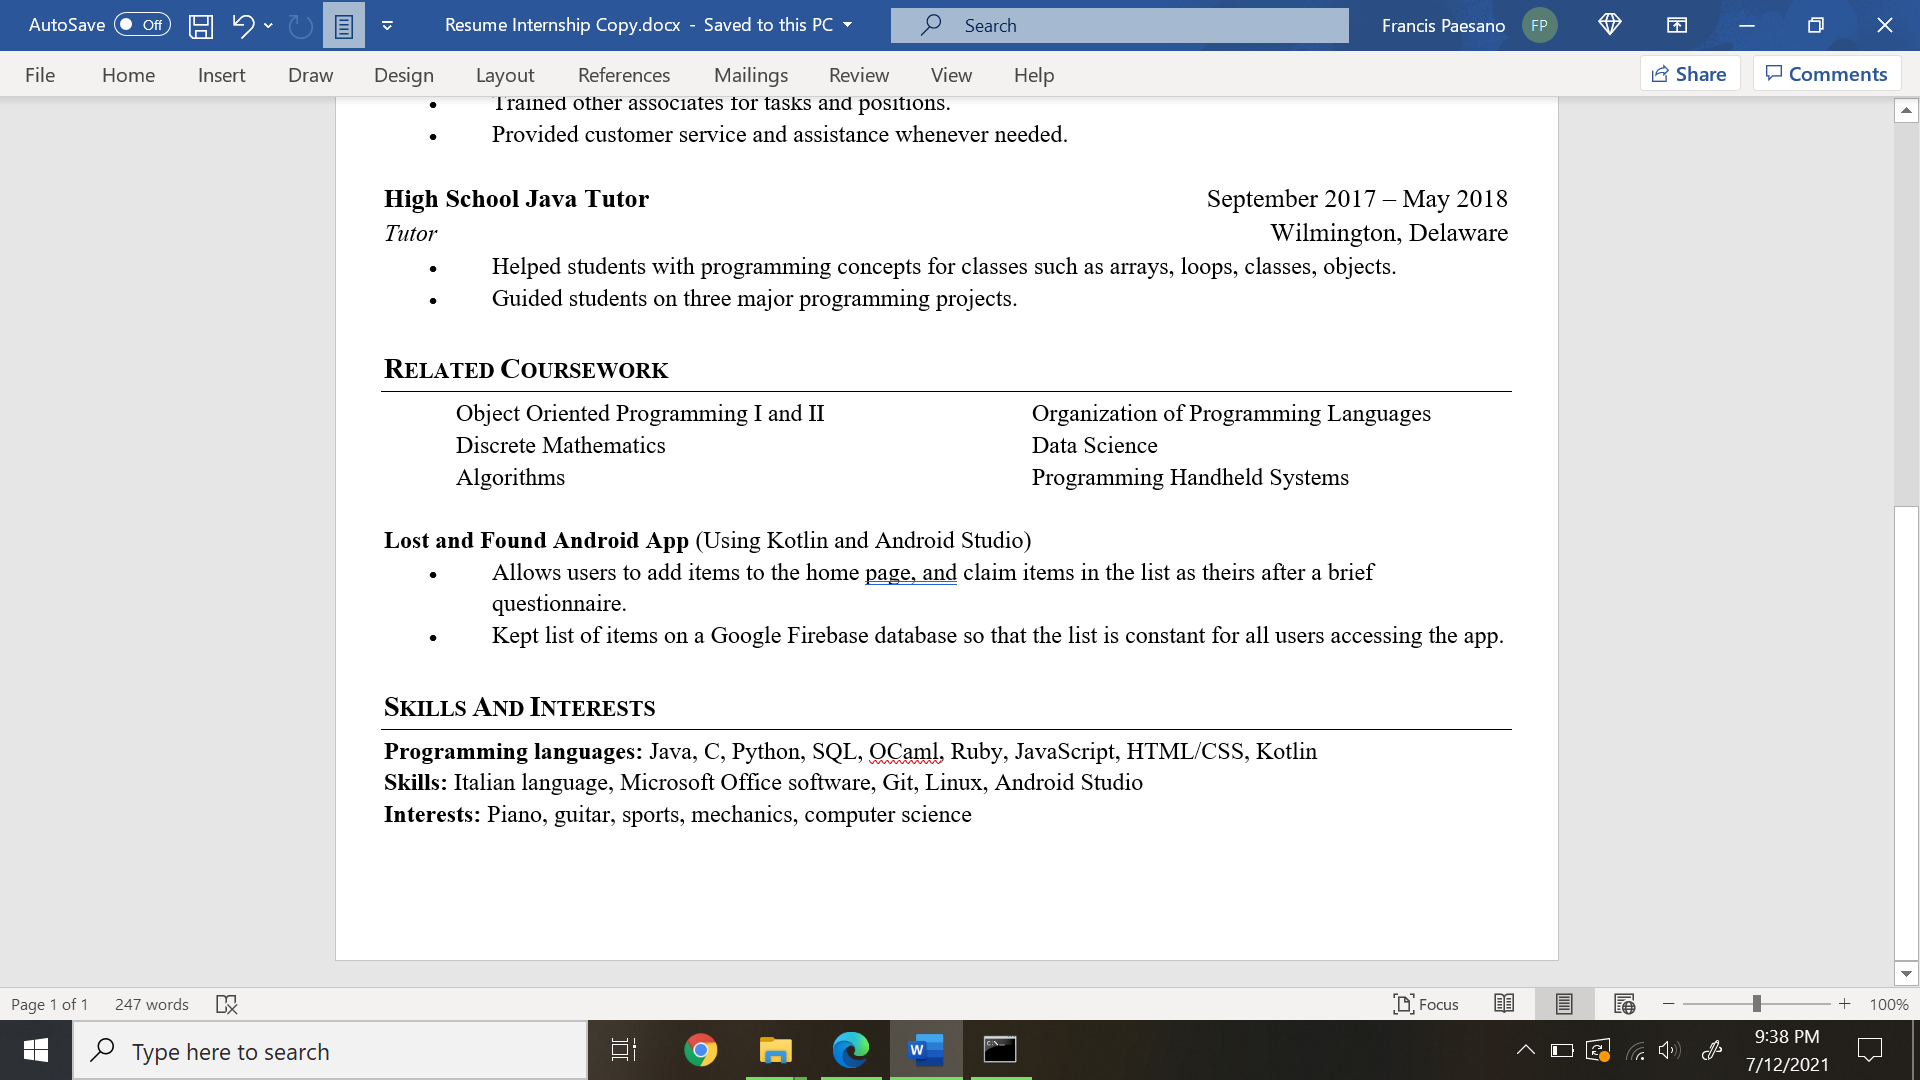 AutoSave Off Resume Internship Copy.docx - Saved to this PC Search Francis Paesano FP
File Home Insert Draw Design Layout References Mailings Review View Help Share Comments
• Trained other associates for tasks and positions.
• Provided customer service and assistance whenever needed.
High School Java Tutor September 2017 – May 2018
Tutor Wilmington, Delaware
• Helped students with programming concepts for classes such as arrays, loops, classes, objects.
• Guided students on three major programming projects.
RELATED COURSEWORK
Object Oriented Programming I and II Organization of Programming Languages
Discrete Mathematics Data Science
Algorithms Programming Handheld Systems
Lost and Found Android App (Using Kotlin and Android Studio)
• Allows users to add items to the home page, and claim items in the list as theirs after a brief
questionnaire.
• Kept list of items on a Google Firebase database so that the list is constant for all users accessing the app.
SKILLS AND INTERESTS
Programming languages: Java, C, Python, SQL, OCaml, Ruby, JavaScript, HTML/CSS, Kotlin
Skills: Italian language, Microsoft Office software, Git, Linux, Android Studio
Interests: Piano, guitar, sports, mechanics, computer science
Page 1 of 1 247 words Focus 100%
Type here to search W C:\_ 9:38 PM
7/12/2021